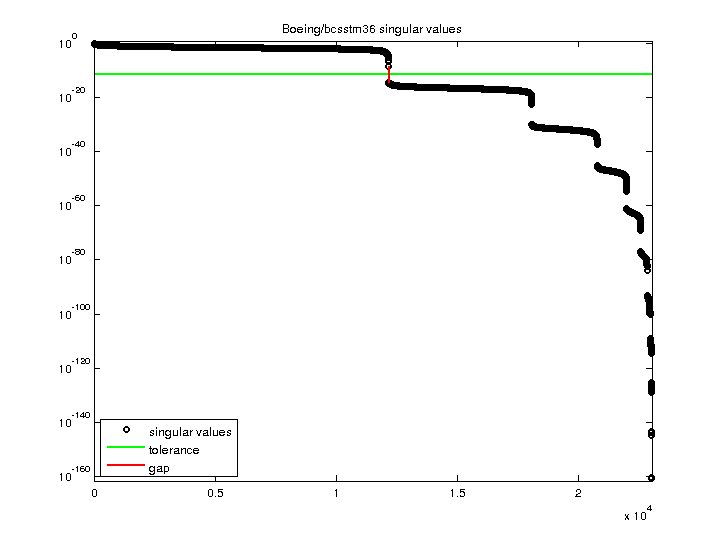 Boeing/bcsstm36 singular values
10^0
10^-20
10^-40
10^-60
10^-80
10^-100
10^-120
10^-140
10^-160
singular values
tolerance
gap
0 0.5 1 1.5 2
x 10^4